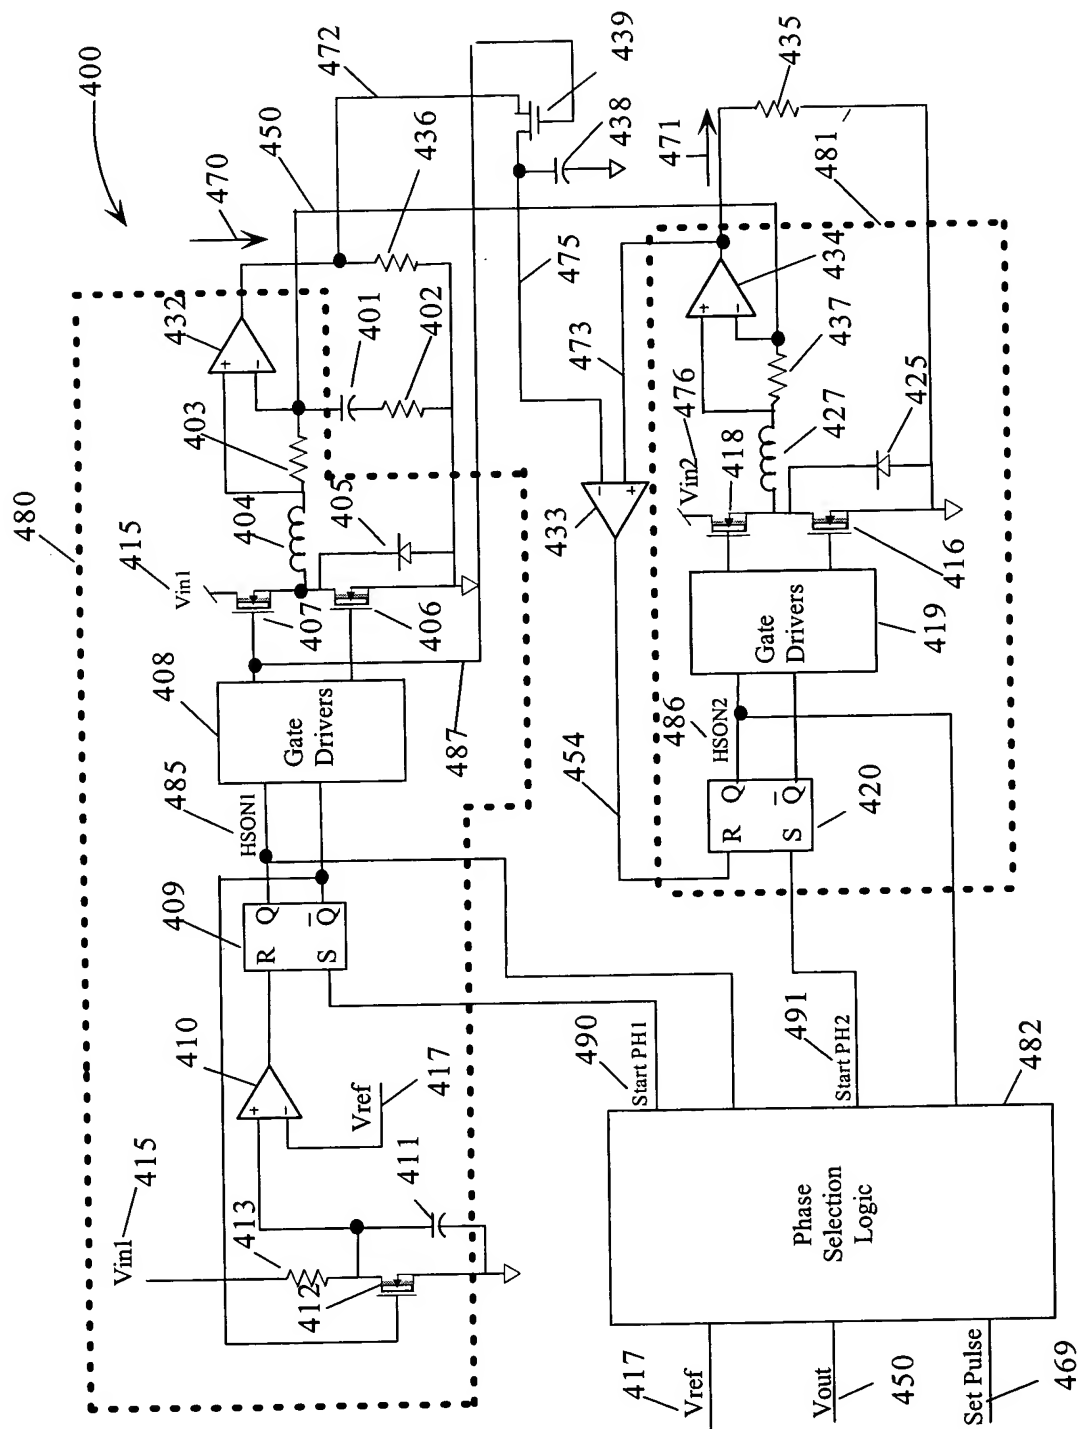 400
480
415
Vin1
404
403
432
470
450
472
+
-
401
402
436
439
438
435
471
481
475
473
405
407
406
408
Gate
Drivers
487
485
HSON1
409
R
Q
S
Q
410
+
-
Vref
417
411
415
Vin1
413
412
454
433
-
+
476
Vin2
418
427
437
434
+
-
425
416
419
Gate
Drivers
486
HSON2
420
R
Q
S
Q
490
Start PH1
491
Start PH2
482
Phase
Selection
Logic
417
Vref
Vout
450
Set Pulse
469